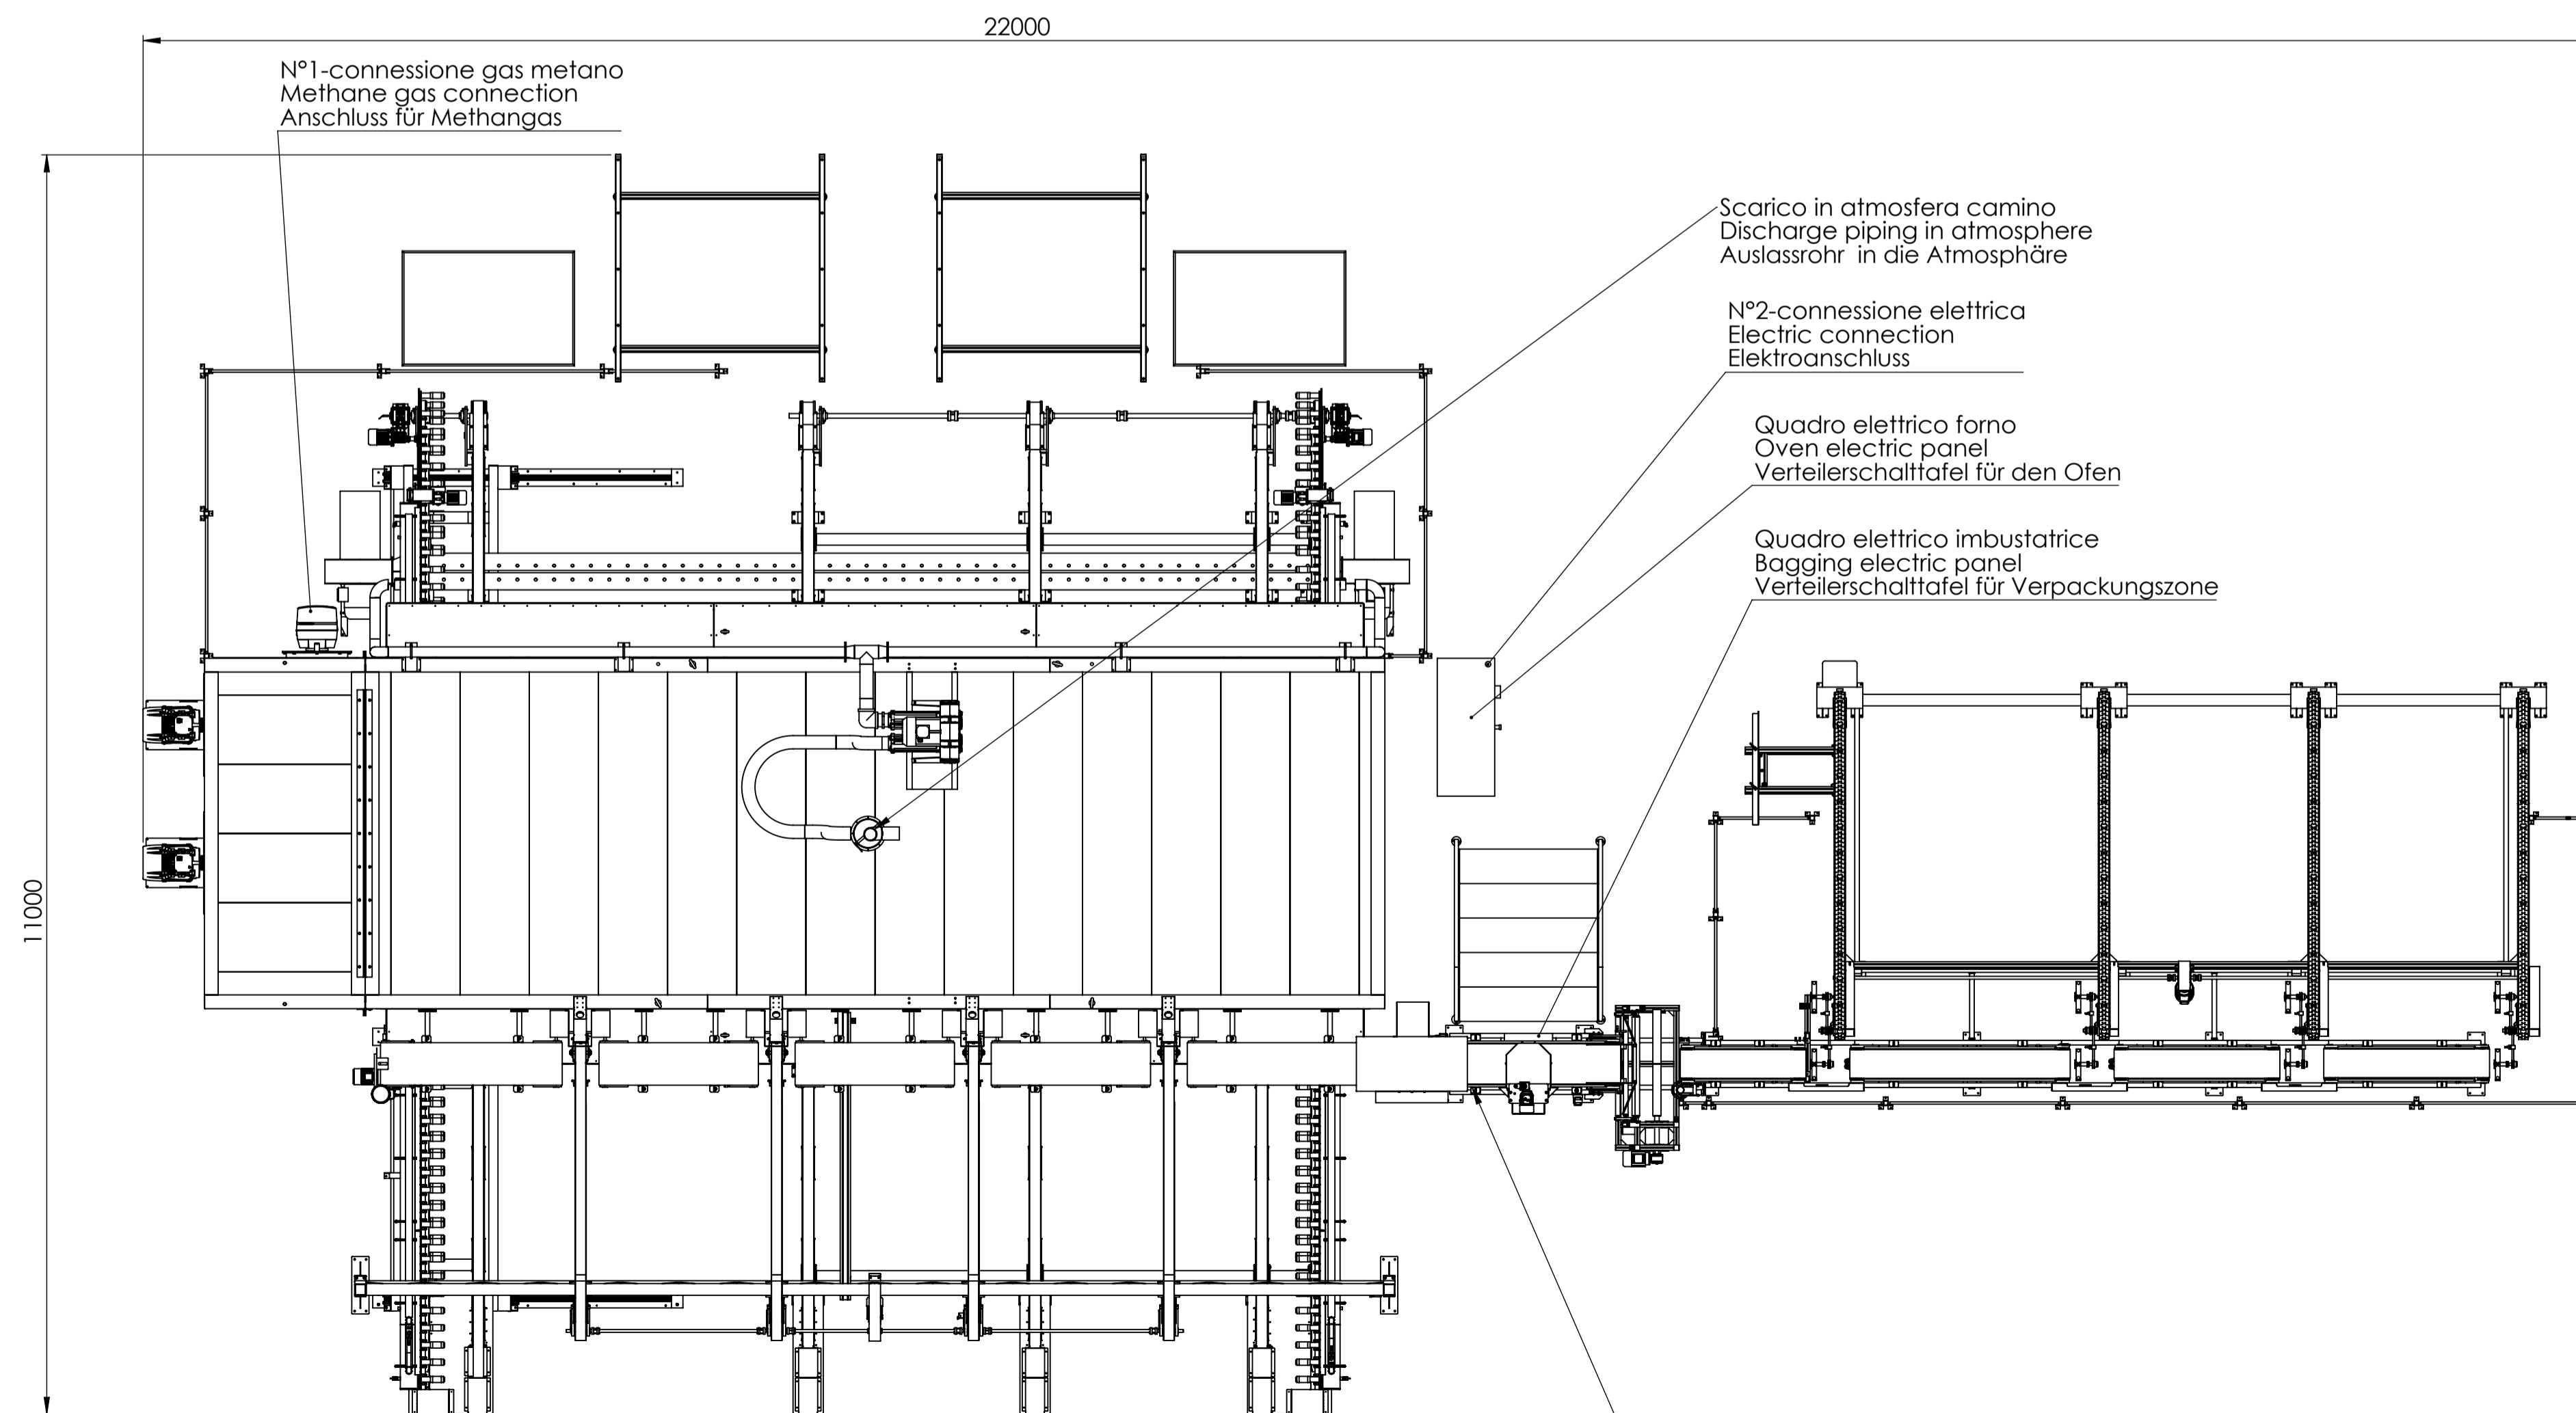 22000
N°1-connessione gas metano
Methane gas connection
Anschluss für Methangas
Scarico in atmosfera camino
Discharge piping in atmosphere
Auslassrohr in die Atmosphäre
N°2-connessione elettrica
Electric connection
Elektroanschluss
Quadro elettrico forno
Oven electric panel
Verteilerschalttafel für den Ofen
Quadro elettrico imbustatrice
Bagging electric panel
Verteilerschalttafel für Verpackungszone
11000